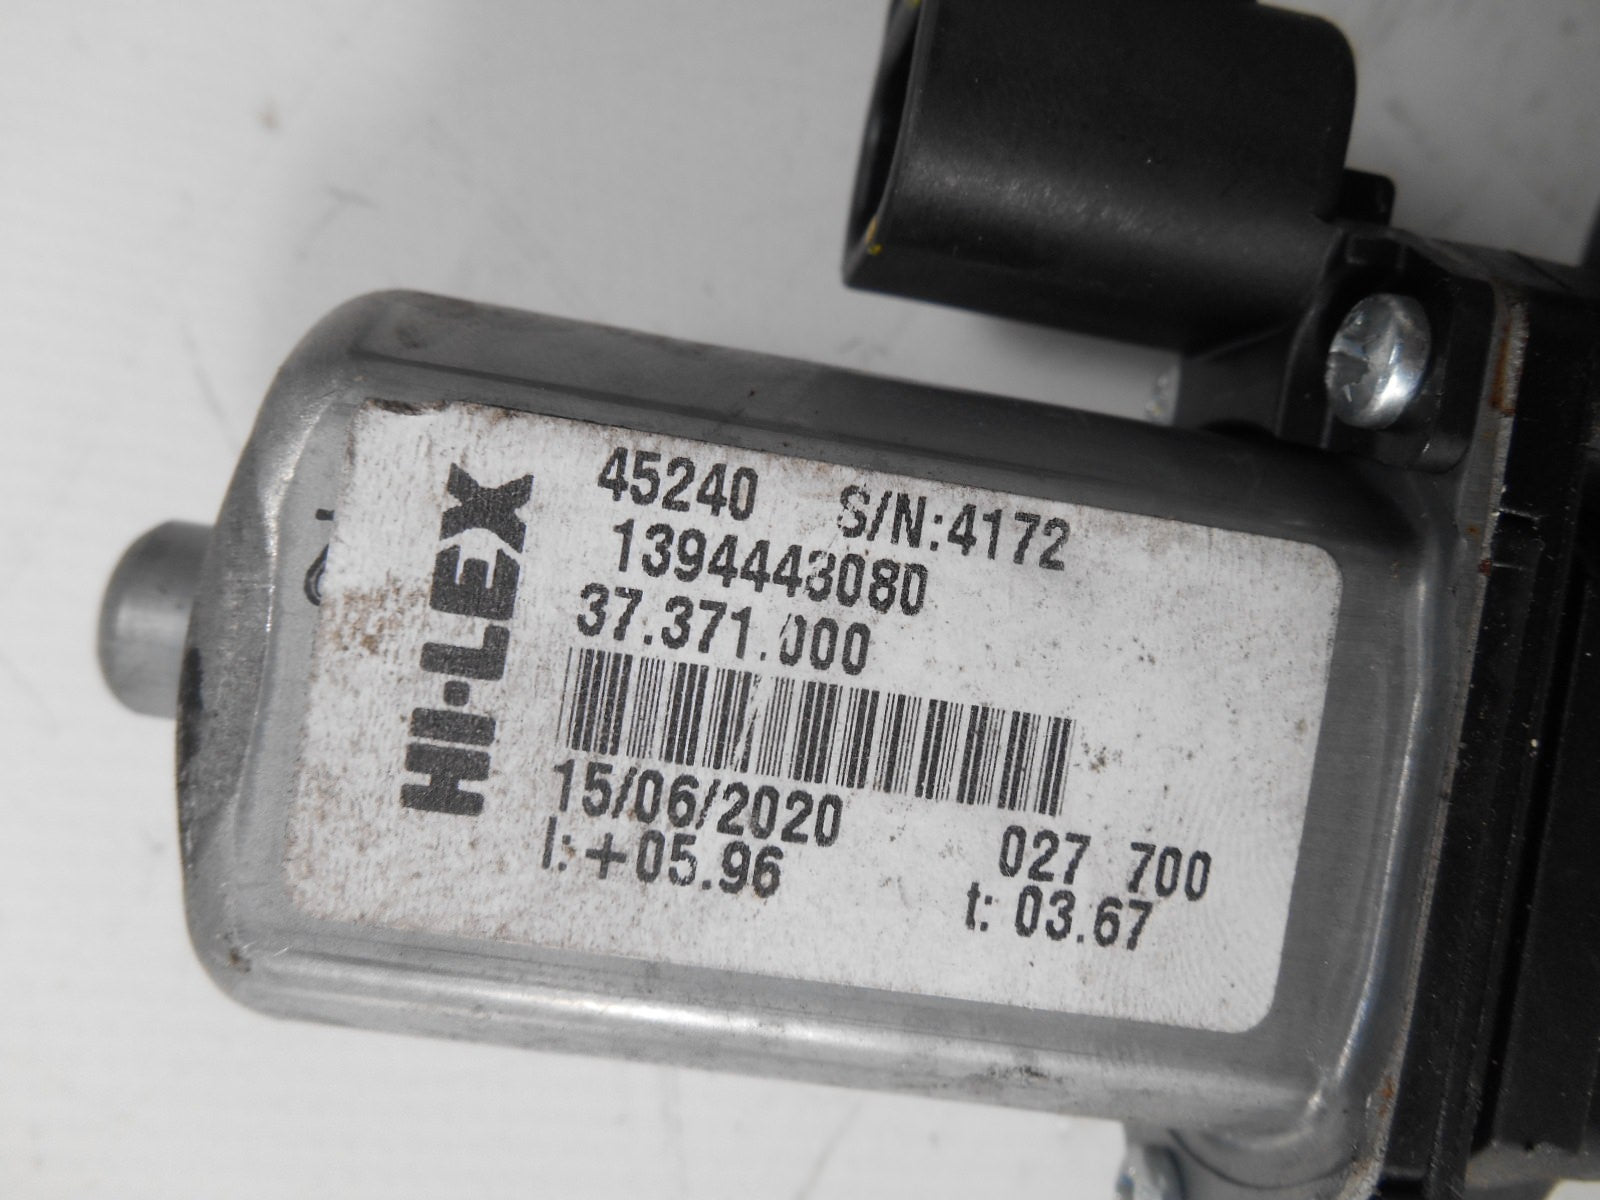 HI-LEX
45240 S/N:4172
1394443080
37.371.000
15/06/2020 027 700
I: +05.96 t: 03.67